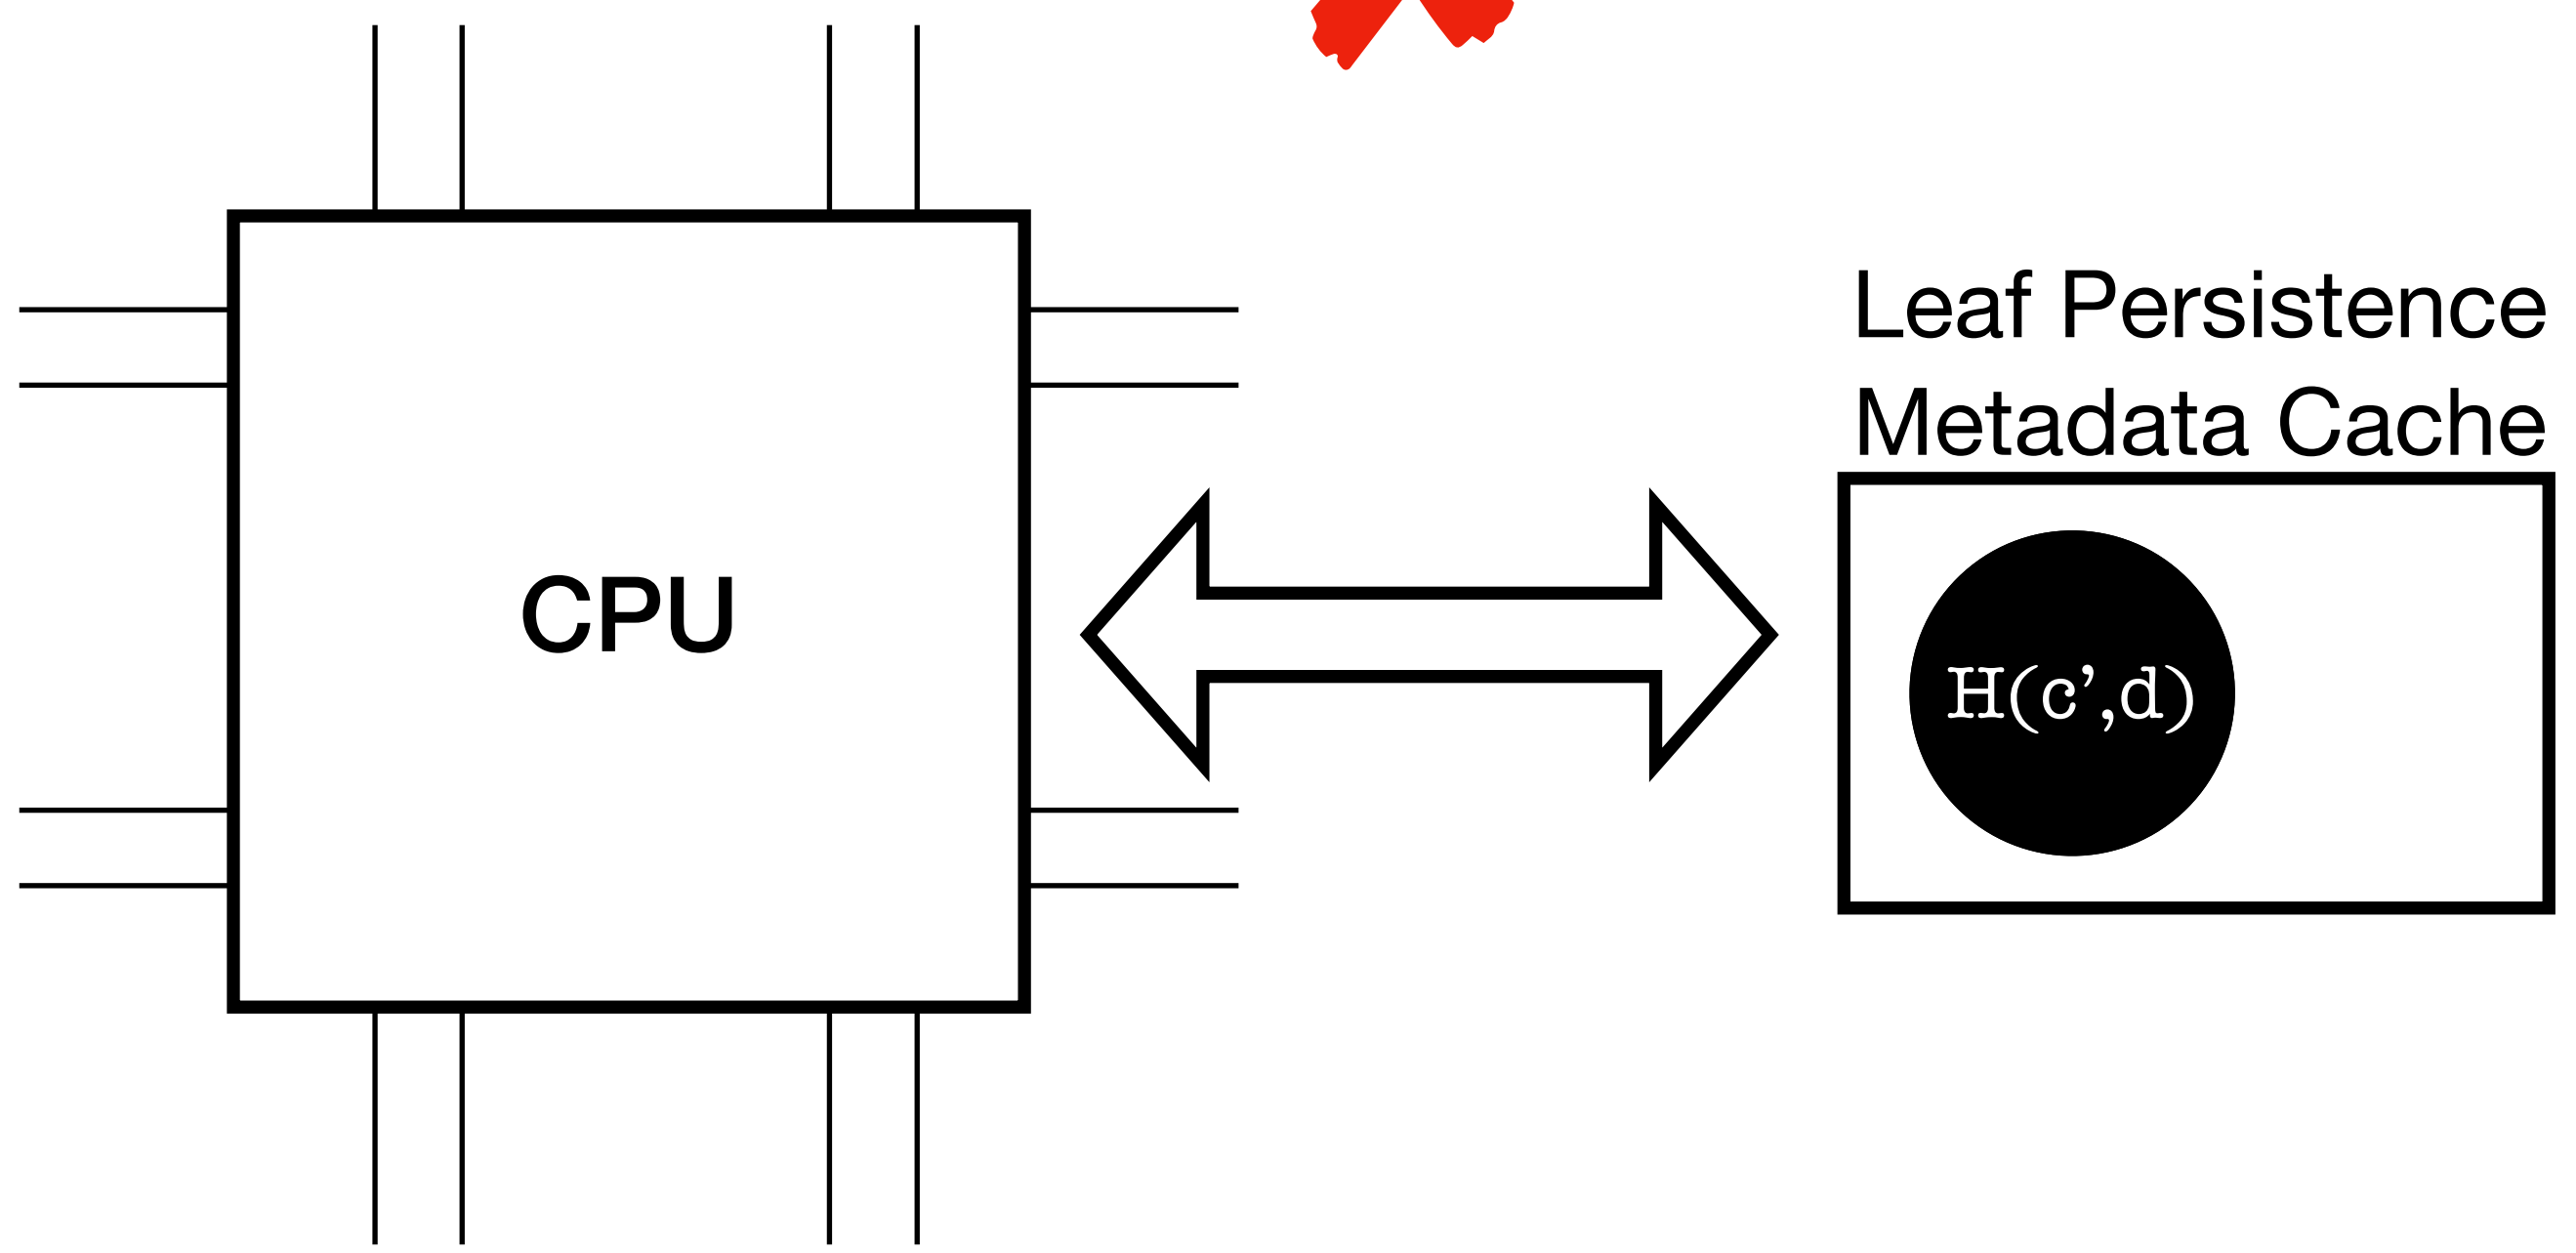 Leaf Persistence
Metadata Cache
CPU
H(c’,d)